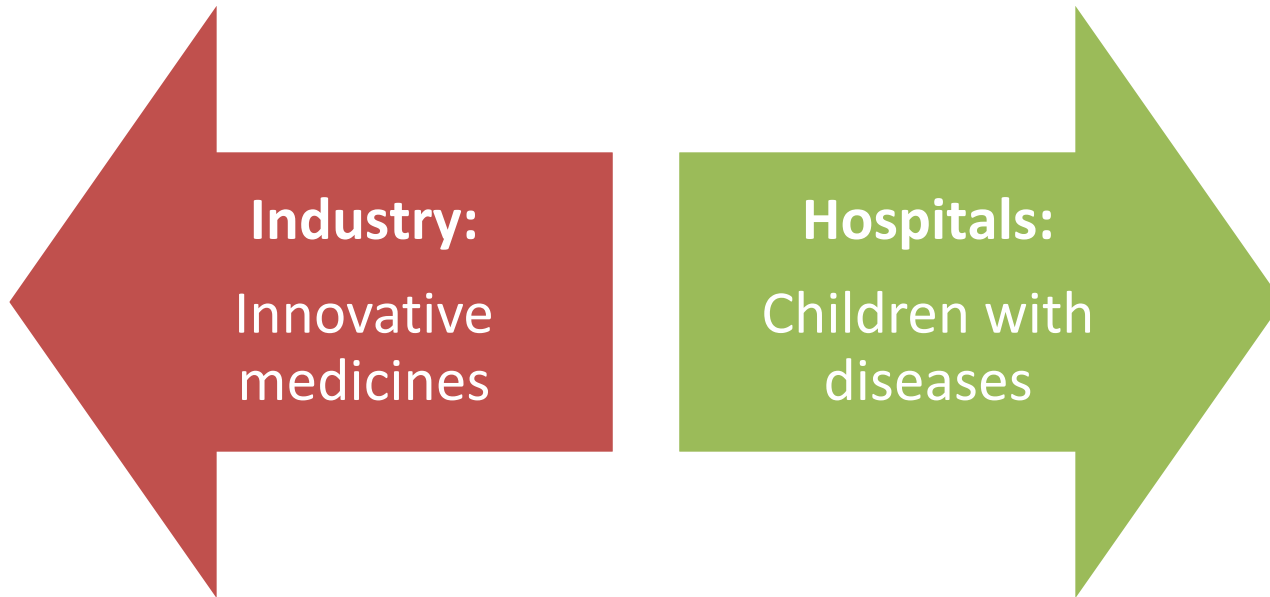 Industry:
Innovative
medicines
Hospitals:
Children with
diseases